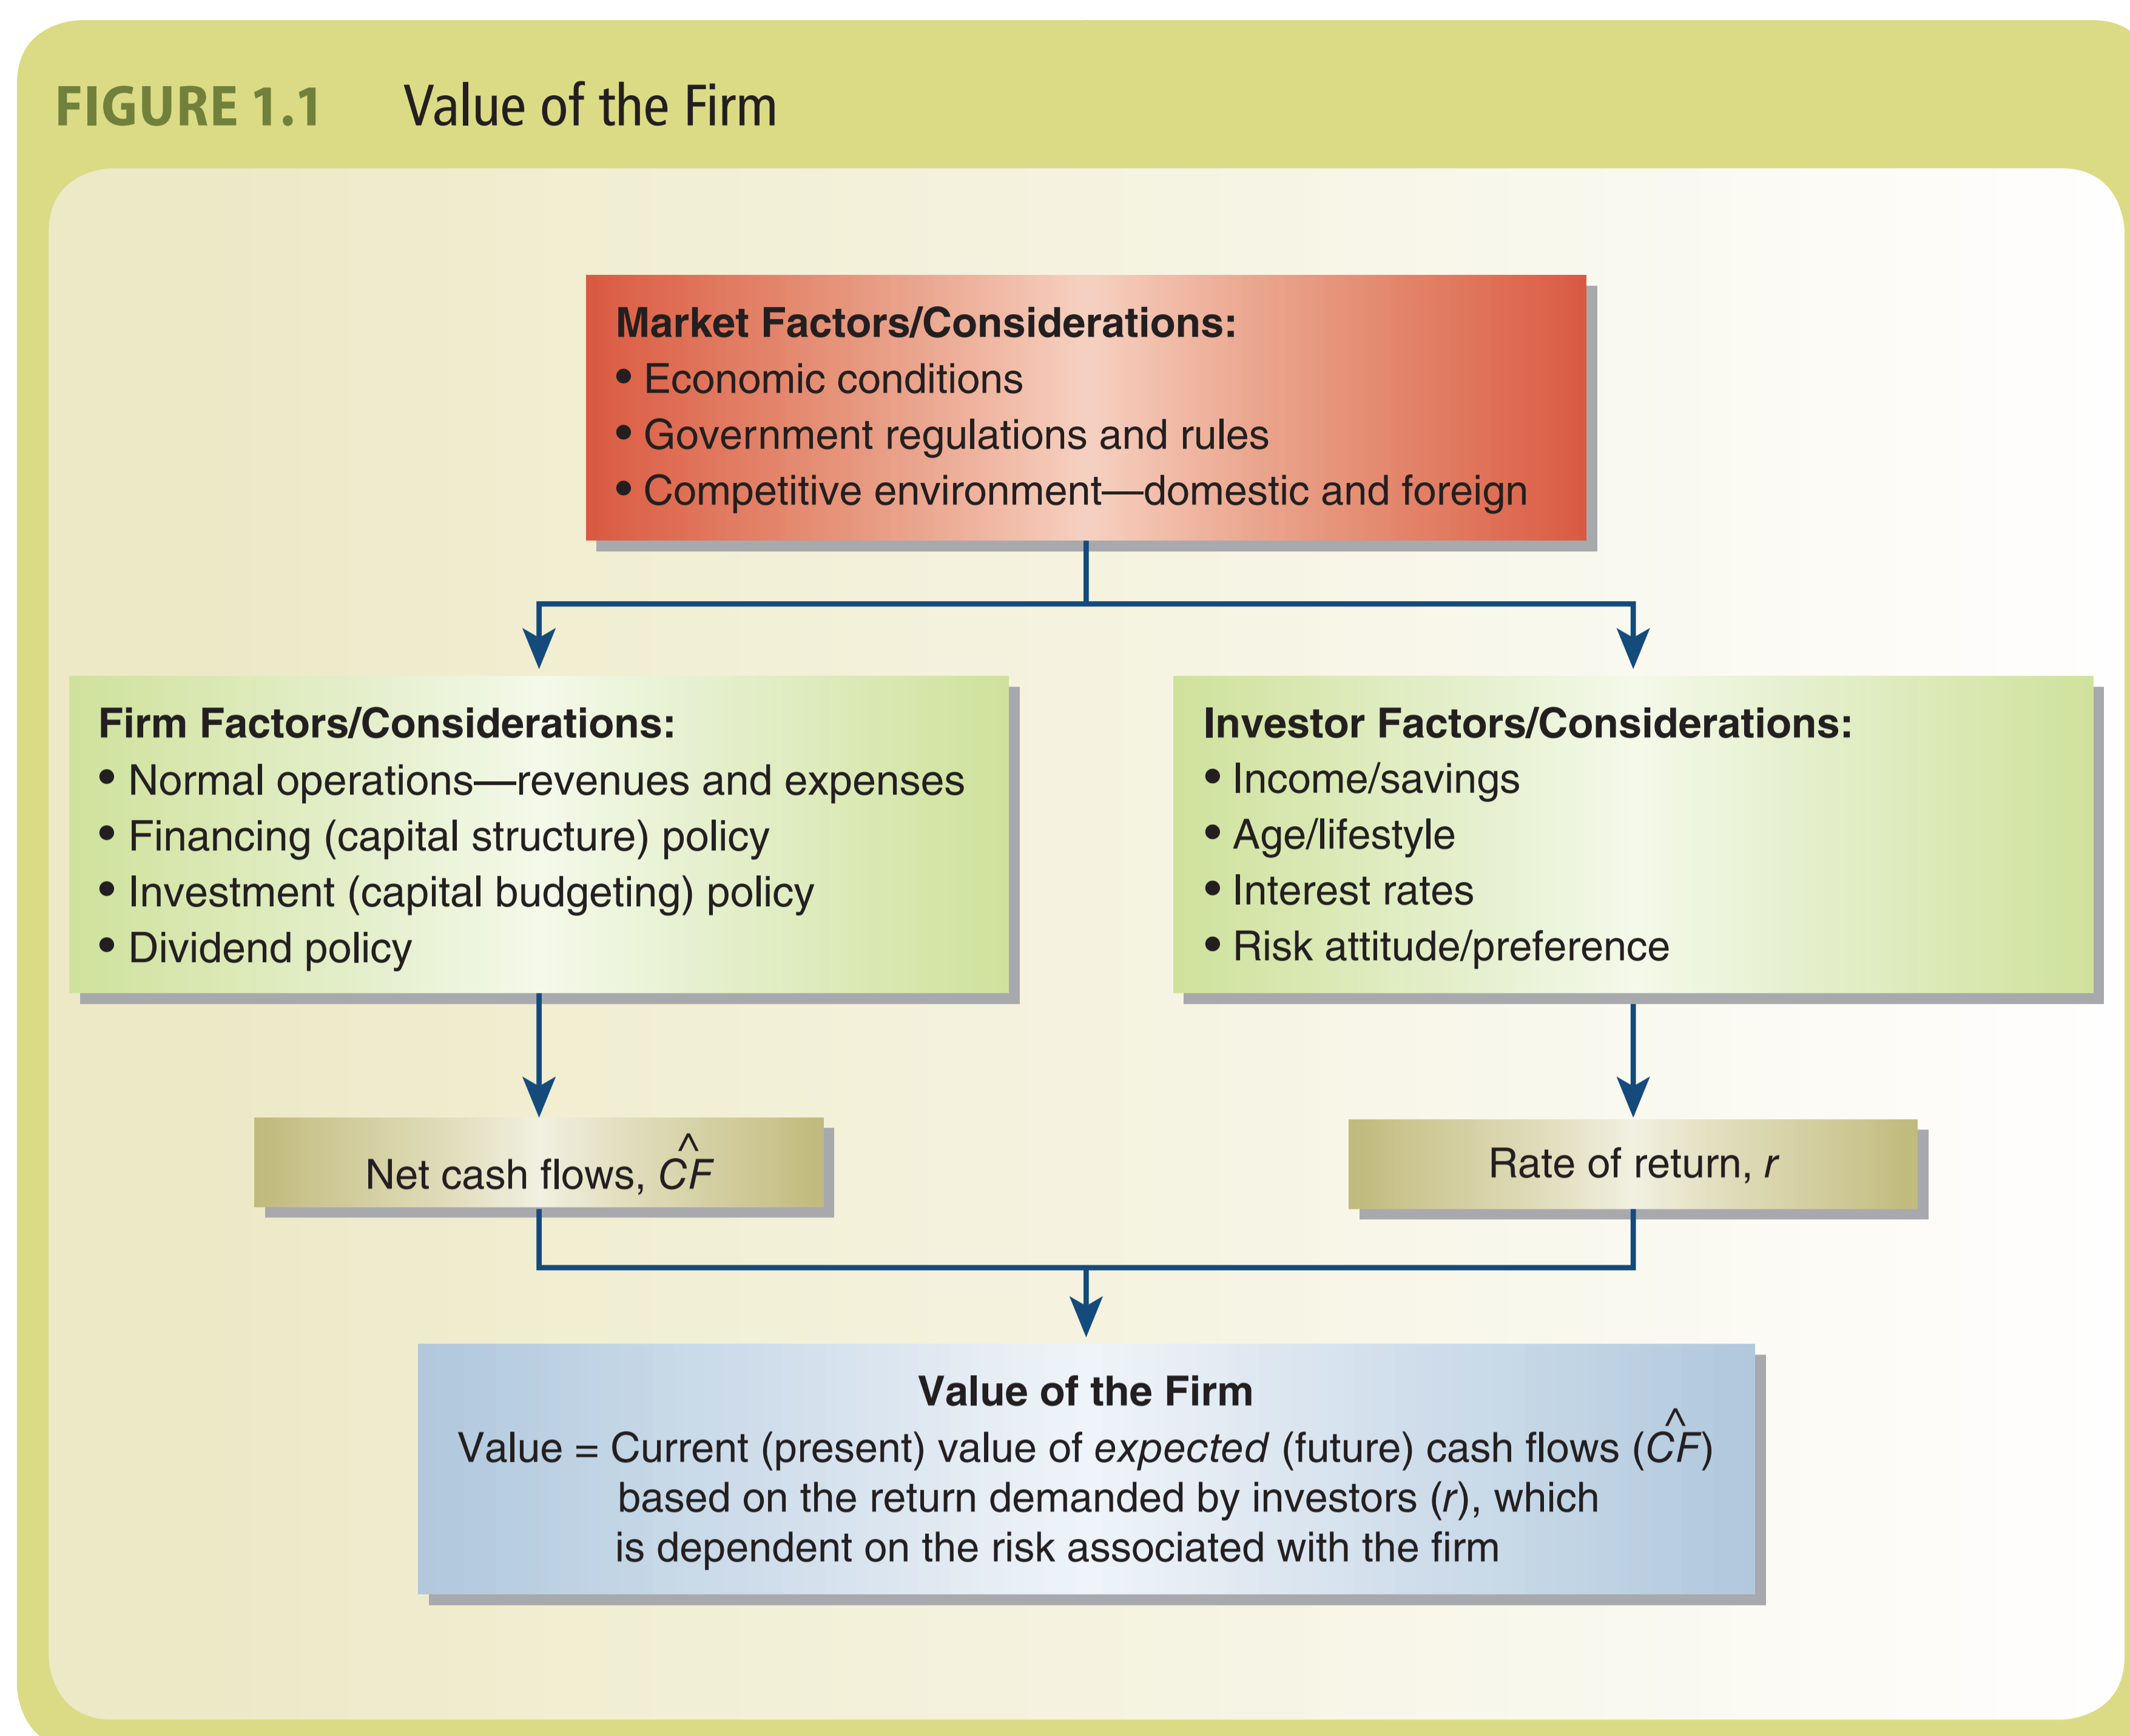 FIGURE 1.1 Value of the Firm
Market Factors/Considerations:
• Economic conditions
• Government regulations and rules
• Competitive environment—domestic and foreign
Firm Factors/Considerations:
• Normal operations—revenues and expenses
• Financing (capital structure) policy
• Investment (capital budgeting) policy
• Dividend policy
Investor Factors/Considerations:
• Income/savings
• Age/lifestyle
• Interest rates
• Risk attitude/preference
Net cash flows, ĈF
Rate of return, r
Value of the Firm
Value = Current (present) value of expected (future) cash flows (ĈF)
based on the return demanded by investors (r), which
is dependent on the risk associated with the firm